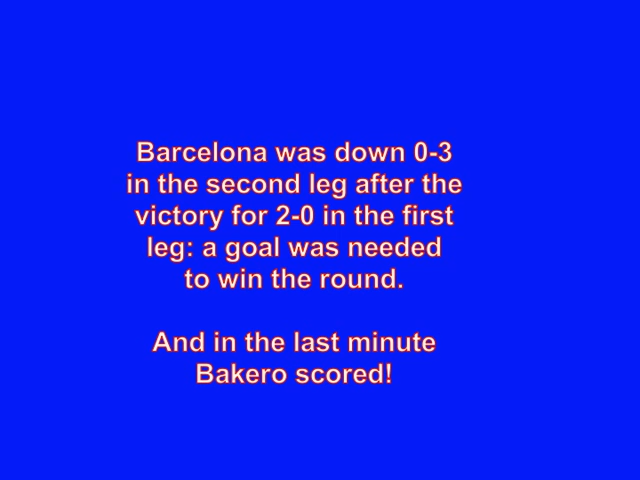 Barcelona was down 0-3
in the second leg after the
victory for 2-0 in the first
leg: a goal was needed
to win the round.
And in the last minute
Bakero scored!